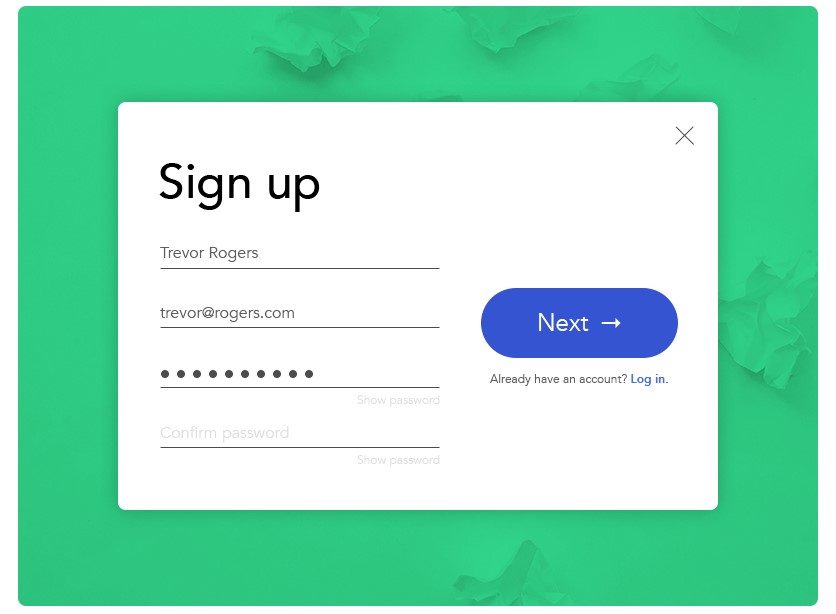 Sign up
Trevor Rogers
trevor@rogers.com
●●●●●●●●●●
Show password
Confirm password
Show password
Next →
Already have an account? Log in.